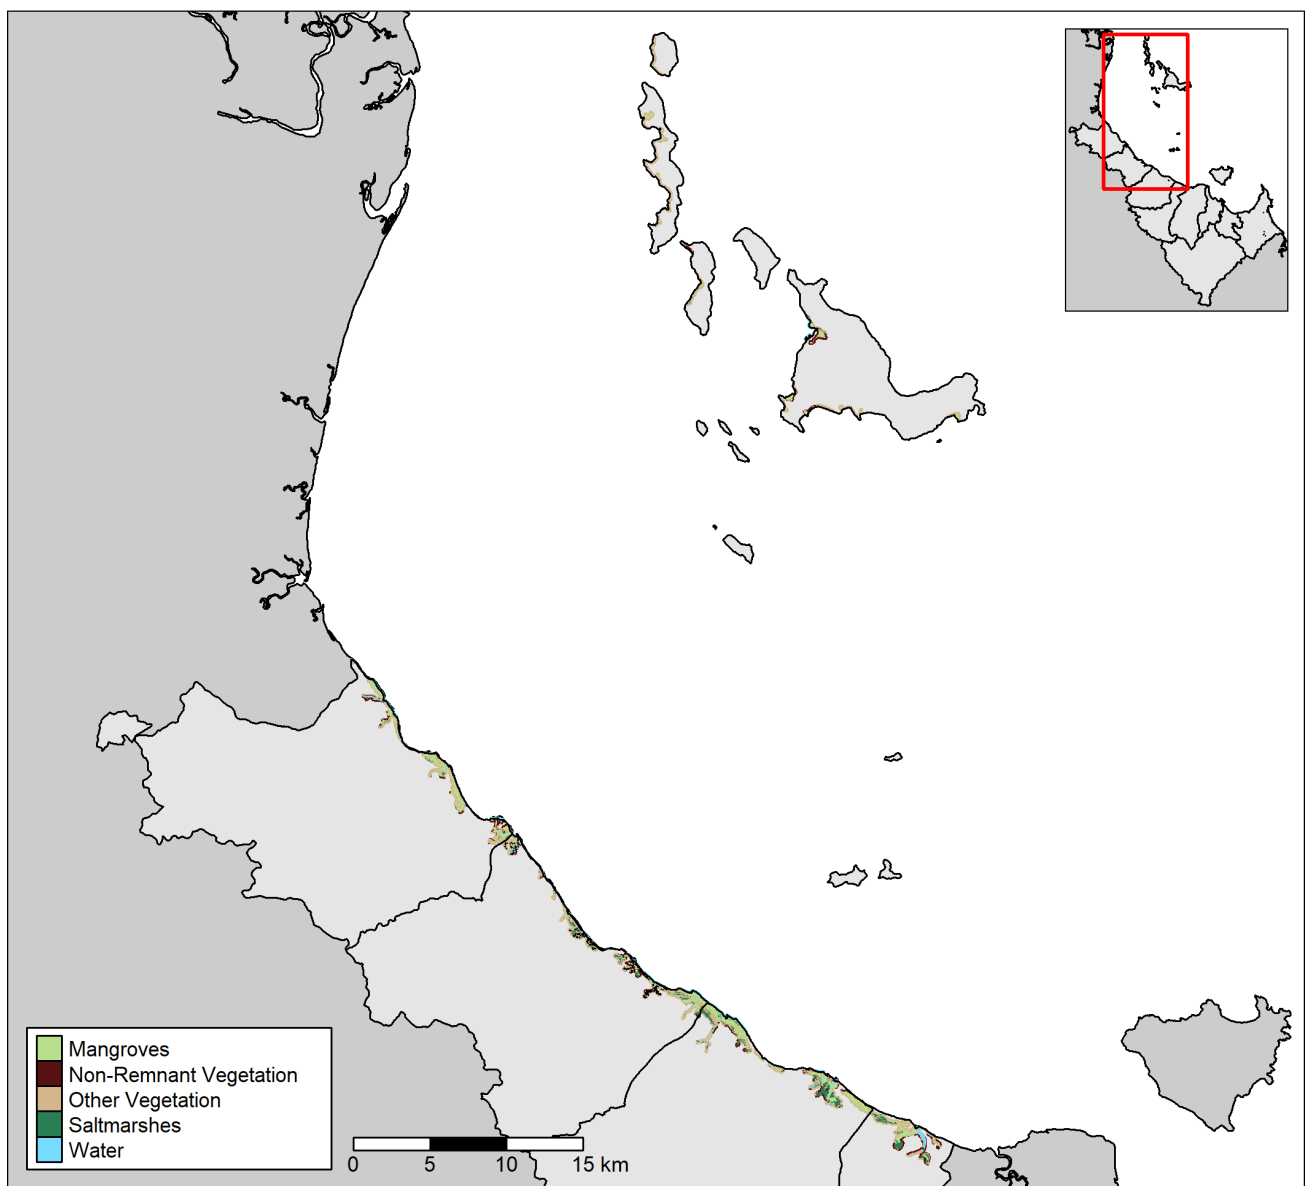 Mangroves
Non-Remnant Vegetation
Other Vegetation
Saltmarshes
Water
0 5 10 15 km